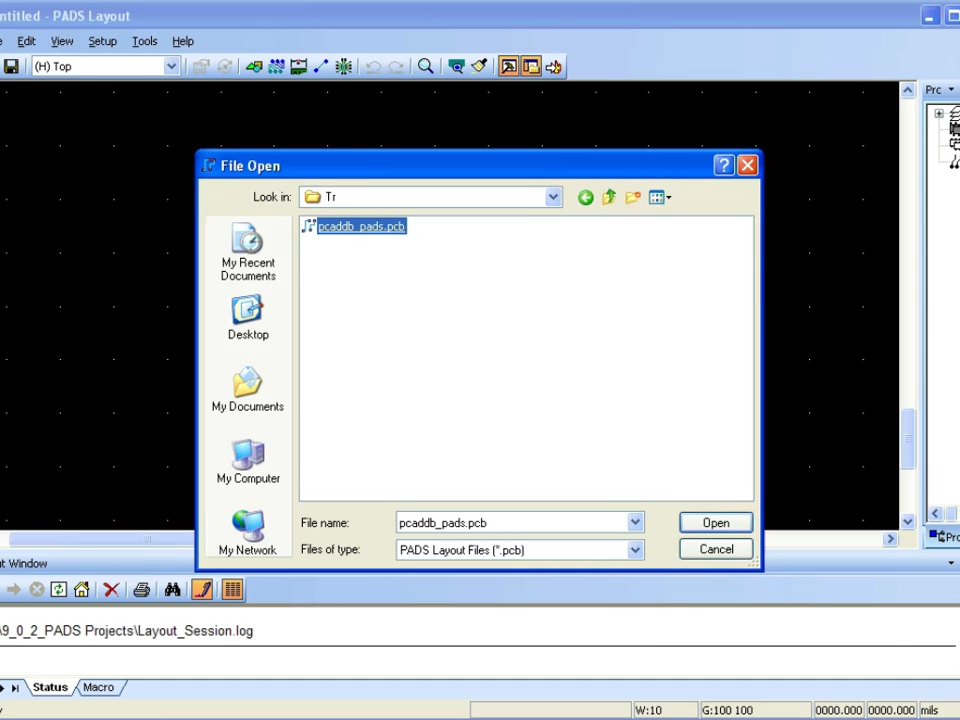 ntitled - PADS Layout
Edit View Setup Tools Help
(H) Top
Prc
File Open
Look in: Tr
pcaddb_pads.pcb
My Recent
Documents
Desktop
My Documents
My Computer
My Network
File name: pcaddb_pads.pcb Open
Files of type: PADS Layout Files (*.pcb) Cancel
Pro
t Window
\9_0_2_PADS Projects\Layout_Session.log
Status Macro
W:10 G:100 100 0000.000 0000.000 mils